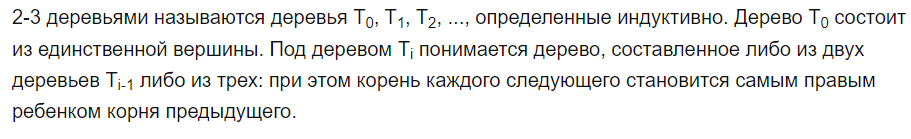 2-3 деревьями называются деревья T₀, T₁, T₂, ..., определенные индуктивно. Дерево T₀ состоит
из единственной вершины. Под деревом Tᵢ понимается дерево, составленное либо из двух
деревьев Tᵢ₋₁ либо из трех: при этом корень каждого следующего становится самым правым
ребенком корня предыдущего.